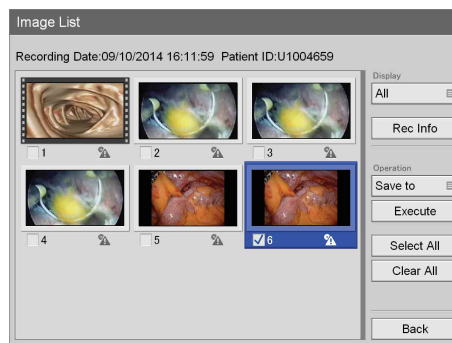 Image List
Recording Date:09/10/2014 16:11:59 Patient ID:U1004659
Display
All
Rec Info
1
2
3
Operation
Save to
Execute
4
5
6
Select All
Clear All
Back